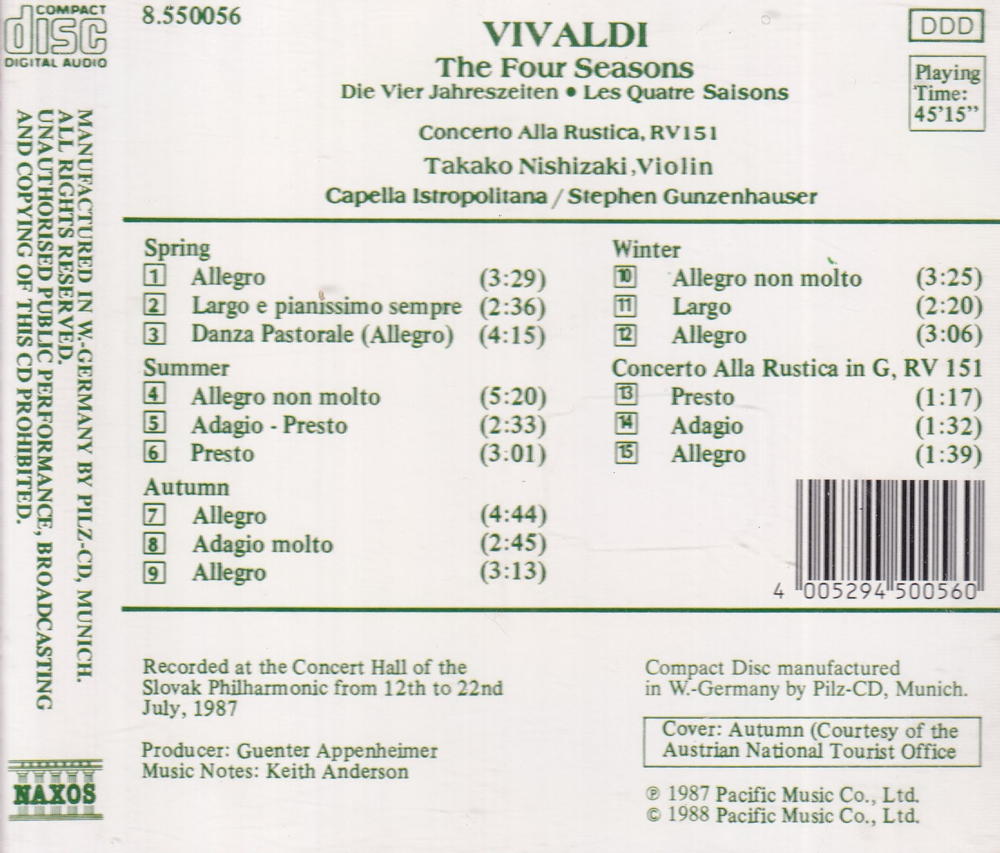 COMPACT
disc
DIGITAL AUDIO
8.550056
VIVALDI
The Four Seasons
Die Vier Jahreszeiten • Les Quatre Saisons
Concerto Alla Rustica, RV151
Takako Nishizaki, Violin
Capella Istropolitana / Stephen Gunzenhauser
DDD
Playing
Time:
45'15”
MANUFACTURED IN W.-GERMANY BY PILZ-CD, MUNICH.
ALL RIGHTS RESERVED.
UNAUTHORISED PUBLIC PERFORMANCE, BROADCASTING
AND COPYING OF THIS CD PROHIBITED.
Spring
1 Allegro (3:29)
2 Largo e pianissimo sempre (2:36)
3 Danza Pastorale (Allegro) (4:15)
Summer
4 Allegro non molto (5:20)
5 Adagio - Presto (2:33)
6 Presto (3:01)
Autumn
7 Allegro (4:44)
8 Adagio molto (2:45)
9 Allegro (3:13)
Winter
10 Allegro non molto (3:25)
11 Largo (2:20)
12 Allegro (3:06)
Concerto Alla Rustica in G, RV 151
13 Presto (1:17)
14 Adagio (1:32)
15 Allegro (1:39)
4 005294 500560
Recorded at the Concert Hall of the
Slovak Philharmonic from 12th to 22nd
July, 1987
Producer: Guenter Appenheimer
Music Notes: Keith Anderson
Compact Disc manufactured
in W.-Germany by Pilz-CD, Munich.
Cover: Autumn (Courtesy of the
Austrian National Tourist Office
℗ 1987 Pacific Music Co., Ltd.
© 1988 Pacific Music Co., Ltd.
NAXOS